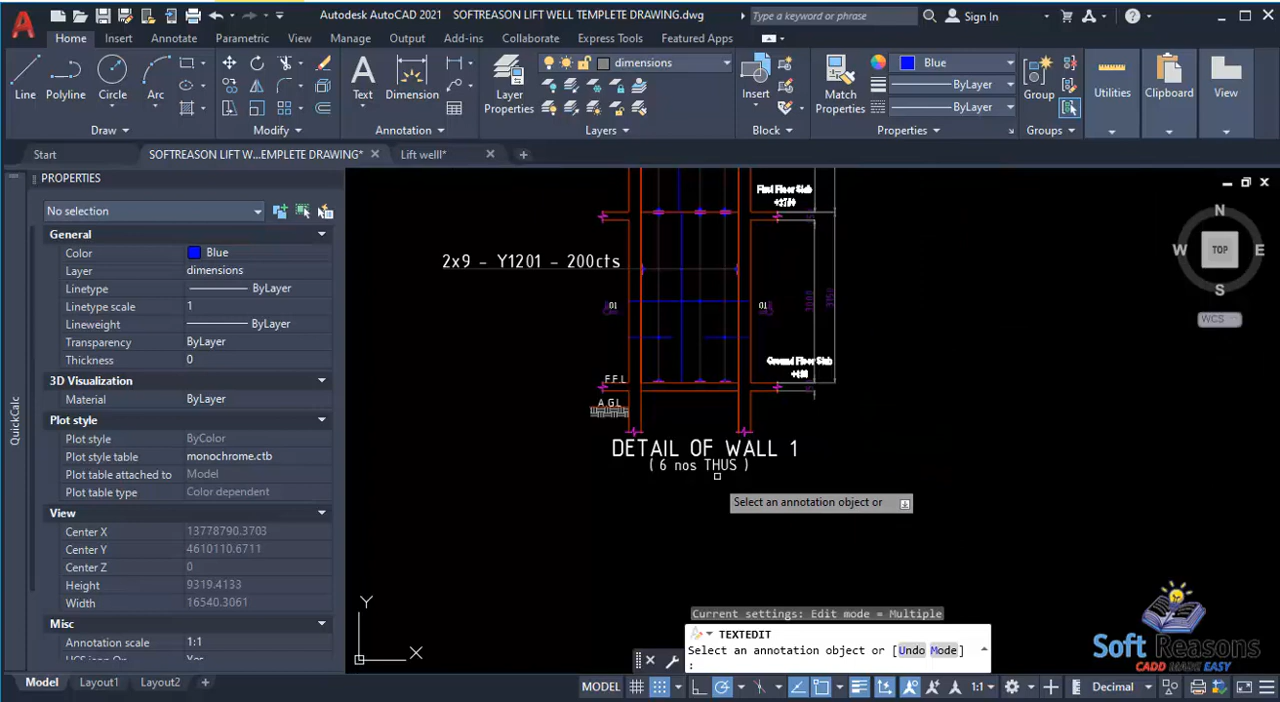 Autodesk AutoCAD 2021 SOFTREASON LIFT WELL TEMPLETE DRAWING.dwg
Type a keyword or phrase
Sign In
Home Insert Annotate Parametric View Manage Output Add-ins Collaborate Express Tools Featured Apps
Line Polyline Circle Arc
Draw
Modify
Text Dimension
Annotation
Layer Properties
dimensions
Layers
Insert
Block
Match Properties
Blue
ByLayer
ByLayer
Properties
Group
Groups
Utilities
Clipboard
View
Start
SOFTREASON LIFT W...EMPLETE DRAWING*
Lift welll*
PROPERTIES
No selection
General
Color Blue
Layer dimensions
Linetype ByLayer
Linetype scale 1
Lineweight ByLayer
Transparency ByLayer
Thickness 0
3D Visualization
Material ByLayer
Plot style
Plot style ByColor
Plot style table monochrome.ctb
Plot table attached to Model
Plot table type Color dependent
View
Center X 13778790.3703
Center Y 4610110.6711
Center Z 0
Height 9319.4133
Width 16540.3061
Misc
Annotation scale 1:1
QuickCalc
First Floor Slab
2x9 - Y1201 - 200cts
01
01
3000
3150
Ground Floor Slab
F F L
A G L
DETAIL OF WALL 1
( 6 nos THUS )
Select an annotation object or
N
W TOP E
S
WCS
Y
X
Current settings: Edit mode = Multiple
TEXTEDIT
Select an annotation object or [Undo Mode]
:
Soft Reasons
CADD MADE EASY
Model Layout1 Layout2 +
MODEL
1:1
Decimal